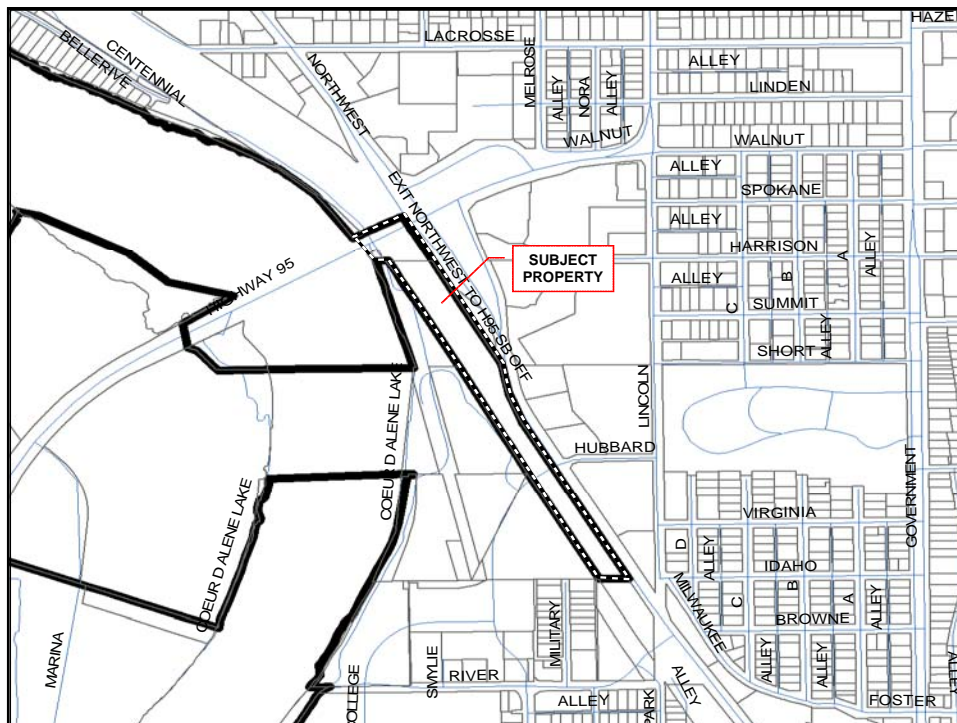 HAZE
LACROSSE
CENTENNIAL
BELLERIVE
NORTHWEST
MELROSE
ALLEY
NORA
ALLEY
ALLEY
LINDEN
WALNUT
WALNUT
ALLEY
SPOKANE
EXIT NORTHWEST TO H95 SB OFF
ALLEY
HARRISON
A
ALLEY
SUBJECT
PROPERTY
HIGHWAY 95
ALLEY
B
C
SUMMIT
ALLEY
SHORT
COEUR D ALENE LAKE
LINCOLN
HUBBARD
GOVERNMENT
COEUR D ALENE LAKE
VIRGINIA
D
ALLEY
IDAHO
B
A
C
BROWNE
ALLEY
MILWAUKEE
MARINA
SMYLIE
MILITARY
RIVER
COLLEGE
ALLEY
PARK
ALLEY
ALLEY
ALLEY
FOSTER
ALLEY